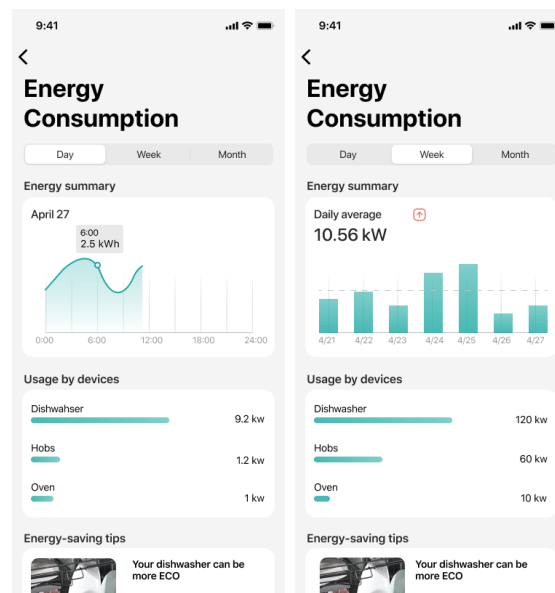 9:41
Energy
Consumption
Day Week Month
Energy summary
April 27
6:00
2.5 kWh
0:00 6:00 12:00 18:00 24:00
Usage by devices
Dishwahser
9.2 kw
Hobs
1.2 kw
Oven
1 kw
Energy-saving tips
Your dishwasher can be
more ECO
9:41
Energy
Consumption
Day Week Month
Energy summary
Daily average
10.56 kW
4/21 4/22 4/23 4/24 4/25 4/26 4/27
Usage by devices
Dishwasher
120 kw
Hobs
60 kw
Oven
10 kw
Energy-saving tips
Your dishwasher can be
more ECO